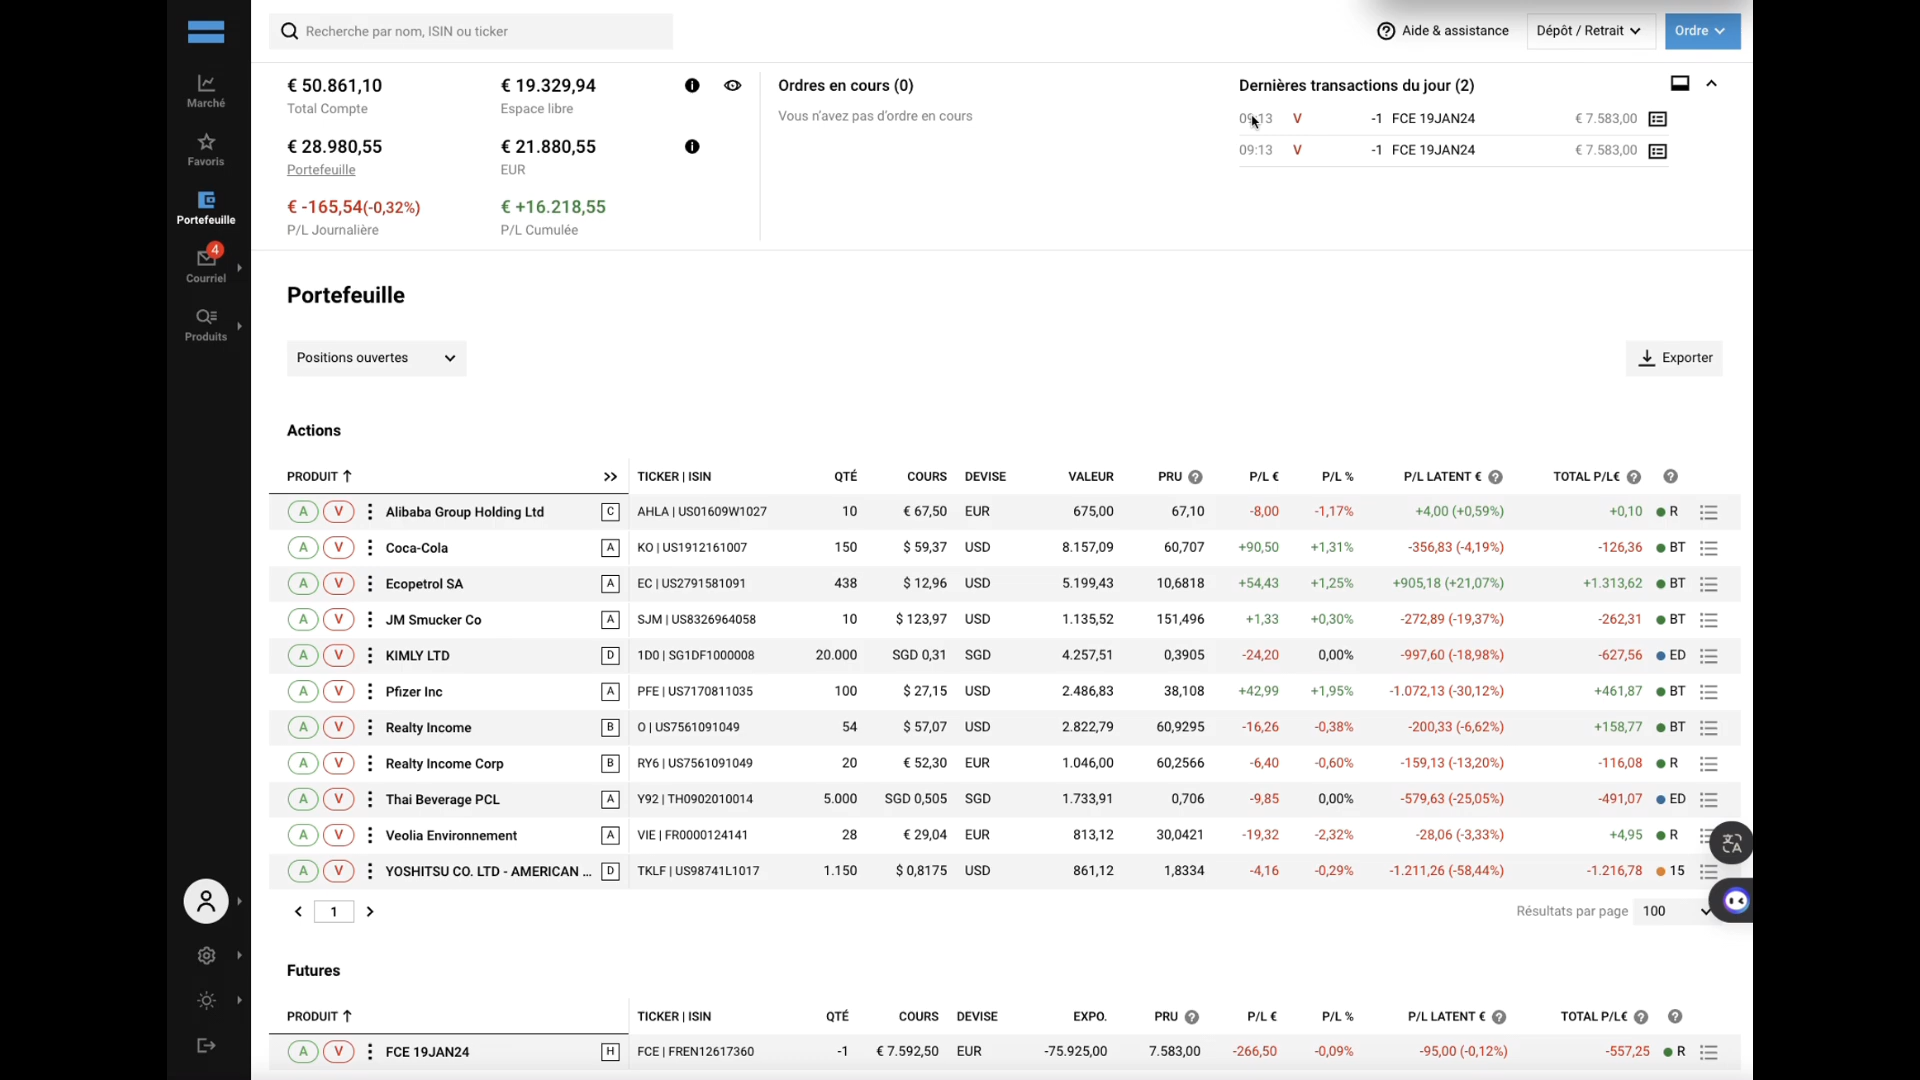 Recherche par nom, ISIN ou ticker
Aide & assistance
Dépôt / Retrait
Ordre
Marché
Favoris
Portefeuille
4
Courriel
Produits
€ 50.861,10
Total Compte
€ 19.329,94
Espace libre
€ 28.980,55
Portefeuille
€ 21.880,55
EUR
€ -165,54(-0,32%)
P/L Journalière
€ +16.218,55
P/L Cumulée
Ordres en cours (0)
Vous n'avez pas d'ordre en cours
Dernières transactions du jour (2)
09:13 V -1 FCE 19JAN24 € 7.583,00
09:13 V -1 FCE 19JAN24 € 7.583,00
Portefeuille
Positions ouvertes
Exporter
Actions
PRODUIT TICKER | ISIN QTÉ COURS DEVISE VALEUR PRU P/L € P/L % P/L LATENT € TOTAL P/L€
A V Alibaba Group Holding Ltd C AHLA | US01609W1027 10 € 67,50 EUR 675,00 67,10 -8,00 -1,17% +4,00 (+0,59%) +0,10 R
A V Coca-Cola A KO | US1912161007 150 $ 59,37 USD 8.157,09 60,707 +90,50 +1,31% -356,83 (-4,19%) -126,36 BT
A V Ecopetrol SA A EC | US2791581091 438 $ 12,96 USD 5.199,43 10,6818 +54,43 +1,25% +905,18 (+21,07%) +1.313,62 BT
A V JM Smucker Co A SJM | US8326964058 10 $ 123,97 USD 1.135,52 151,496 +1,33 +0,30% -272,89 (-19,37%) -262,31 BT
A V KIMLY LTD D 1D0 | SG1DF1000008 20.000 SGD 0,31 SGD 4.257,51 0,3905 -24,20 0,00% -997,60 (-18,98%) -627,56 ED
A V Pfizer Inc A PFE | US7170811035 100 $ 27,15 USD 2.486,83 38,108 +42,99 +1,95% -1.072,13 (-30,12%) +461,87 BT
A V Realty Income B O | US7561091049 54 $ 57,07 USD 2.822,79 60,9295 -16,26 -0,38% -200,33 (-6,62%) +158,77 BT
A V Realty Income Corp B RY6 | US7561091049 20 € 52,30 EUR 1.046,00 60,2566 -6,40 -0,60% -159,13 (-13,20%) -116,08 R
A V Thai Beverage PCL A Y92 | TH0902010014 5.000 SGD 0,505 SGD 1.733,91 0,706 -9,85 0,00% -579,63 (-25,05%) -491,07 ED
A V Veolia Environnement A VIE | FR0000124141 28 € 29,04 EUR 813,12 30,0421 -19,32 -2,32% -28,06 (-3,33%) +4,95 R
A V YOSHITSU CO. LTD - AMERICAN ... D TKLF | US98741L1017 1.150 $ 0,8175 USD 861,12 1,8334 -4,16 -0,29% -1.211,26 (-58,44%) -1.216,78 15
1
Résultats par page 100
Futures
PRODUIT TICKER | ISIN QTÉ COURS DEVISE EXPO. PRU P/L € P/L % P/L LATENT € TOTAL P/L€
A V FCE 19JAN24 H FCE | FREN12617360 -1 € 7.592,50 EUR -75.925,00 7.583,00 -266,50 -0,09% -95,00 (-0,12%) -557,25 R